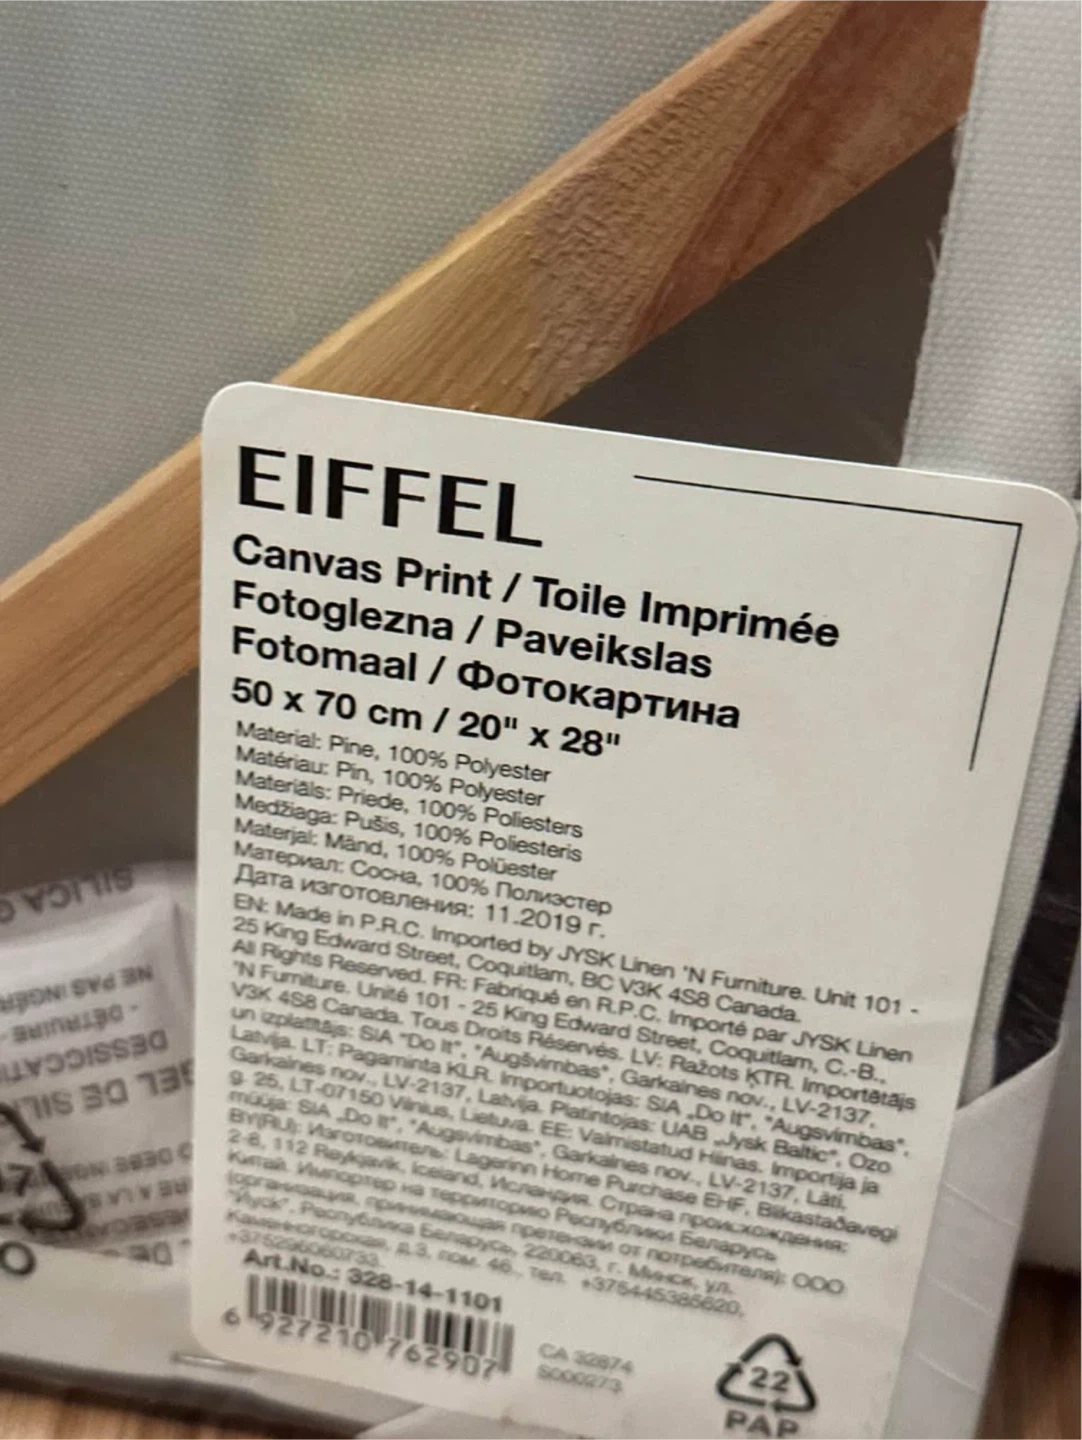 EIFFEL
Canvas Print / Toile Imprimée
Fotoglezna / Paveikslas
Fotomaal / Фотокартина
50 x 70 cm / 20" x 28"
Material: Pine, 100% Polyester
Matériau: Pin, 100% Polyester
Materiāls: Priede, 100% Poliesters
Medžiaga: Pušis, 100% Poliesteris
Materjal: Mänd, 100% Polüester
Материал: Сосна, 100% Полиэстер
Дата изготовления: 11.2019 г.
EN: Made in P.R.C. Imported by JYSK Linen 'N Furniture. Unit 101 -
25 King Edward Street, Coquitlam, BC V3K 4S8 Canada.
All Rights Reserved. FR: Fabriqué en R.P.C. Importé par JYSK Linen
'N Furniture. Unité 101 - 25 King Edward Street, Coquitlam, C.-B.,
V3K 4S8 Canada. Tous Droits Réservés. LV: Ražots ĶTR. Importētājs
un izplatītājs: SIA "Do It", "Augšvimbas", Garkalnes nov., LV-2137,
Latvija. LT: Pagaminta KLR. Importuotojas: SIA „Do It", "Augsvimbas",
Garkalnes nov., LV-2137, Latvija. Platintojas: UAB „Jysk Baltic", Ozo
g. 25, LT-07150 Vilnius, Lietuva. EE: Valmistatud Hiinas. Importija ja
müüja: SIA „Do It", "Augsvimbas", Garkalnes nov., LV-2137, Läti.
BY(RU): Изготовитель: Lagerinn Home Purchase EHF, Blikastaðavegi
2-8, 112 Reykjavik, Iceland, Исландия. Страна происхождения:
Китай. Импортер на территорию Республики Беларусь
(организация, принимающая претензии от потребителя): ООО
"Йуск". Республика Беларусь, 220063, г. Минск, ул.
Каменногорская, д.3, пом. 46., тел. +375445385620,
+375296060733.
Art.No.: 328-14-1101
6 927210 762907
CA 32874
S000273
22
PAP
SILICA G
NE PAS INGÉR
- DÉTRUIRE -
DESSICCAT
GEL DE SILI